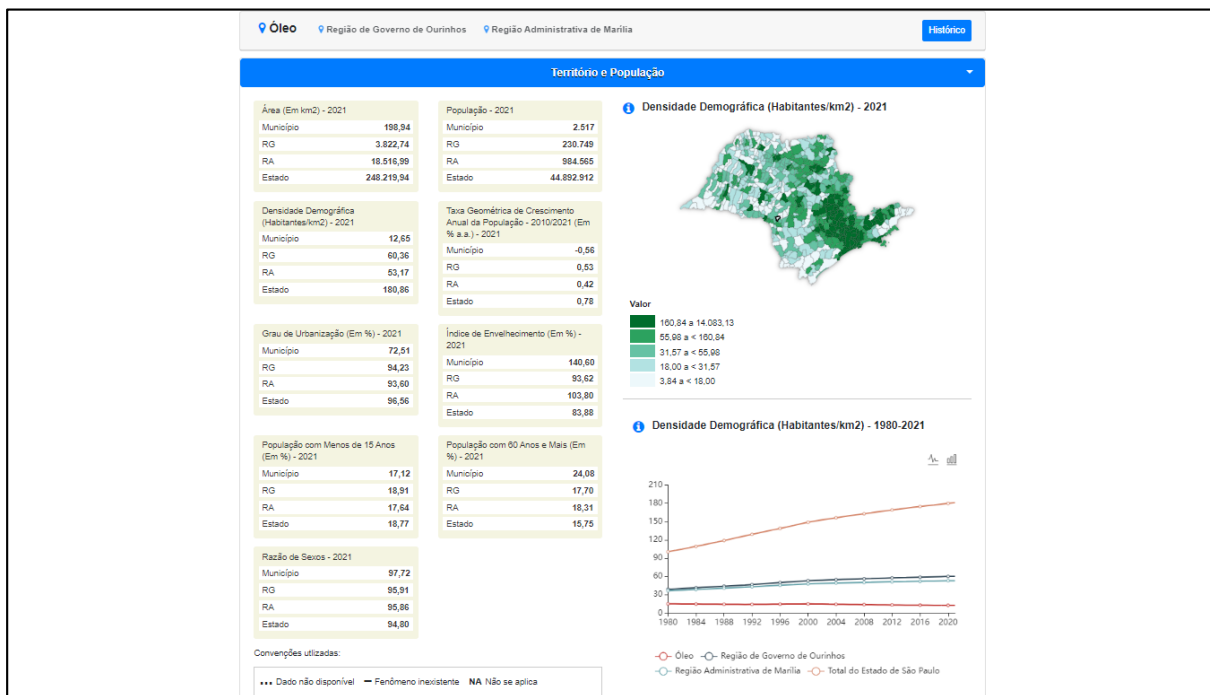 Óleo Região de Governo de Ourinhos Região Administrativa de Marília Histórico
Território e População
Área (Em km2) - 2021
Município 198,94
RG 3.822,74
RA 18.516,99
Estado 248.219,94
População - 2021
Município 2.517
RG 230.749
RA 984.565
Estado 44.892.912
Densidade Demográfica
(Habitantes/km2) - 2021
Município 12,65
RG 60,36
RA 53,17
Estado 180,86
Taxa Geométrica de Crescimento
Anual da População - 2010/2021 (Em
% a.a.) - 2021
Município -0,56
RG 0,53
RA 0,42
Estado 0,78
Grau de Urbanização (Em %) - 2021
Município 72,51
RG 94,23
RA 93,60
Estado 96,56
Índice de Envelhecimento (Em %) -
2021
Município 140,60
RG 93,62
RA 103,80
Estado 83,88
População com Menos de 15 Anos
(Em %) - 2021
Município 17,12
RG 18,91
RA 17,64
Estado 18,77
População com 60 Anos e Mais (Em
%) - 2021
Município 24,08
RG 17,70
RA 18,31
Estado 15,75
Razão de Sexos - 2021
Município 97,72
RG 95,91
RA 95,86
Estado 94,80
Convenções utlizadas:
... Dado não disponível — Fenômeno inexistente NA Não se aplica
Densidade Demográfica (Habitantes/km2) - 2021
Valor
160,84 a 14.083,13
55,98 a < 160,84
31,57 a < 55,98
18,00 a < 31,57
3,84 a < 18,00
Densidade Demográfica (Habitantes/km2) - 1980-2021
210
180
150
120
90
60
30
0
1980 1984 1988 1992 1996 2000 2004 2008 2012 2016 2020
Óleo Região de Governo de Ourinhos
Região Administrativa de Marília Total do Estado de São Paulo